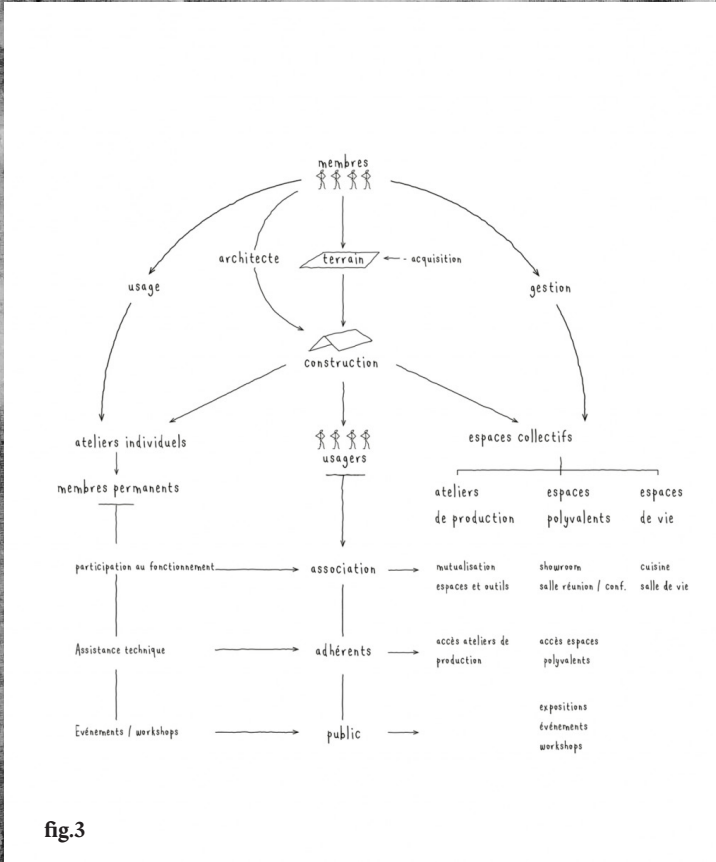 membres
architecte
terrain
acquisition
usage
gestion
construction
ateliers individuels
usagers
espaces collectifs
membres permanents
ateliers
de production
espaces
polyvalents
espaces
de vie
participation au fonctionnement
association
mutualisation
espaces et outils
showroom
salle réunion / conf.
cuisine
salle de vie
Assistance technique
adhérents
accès ateliers de
production
accès espaces
polyvalents
Evénements / workshops
public
expositions
événements
workshops
fig.3